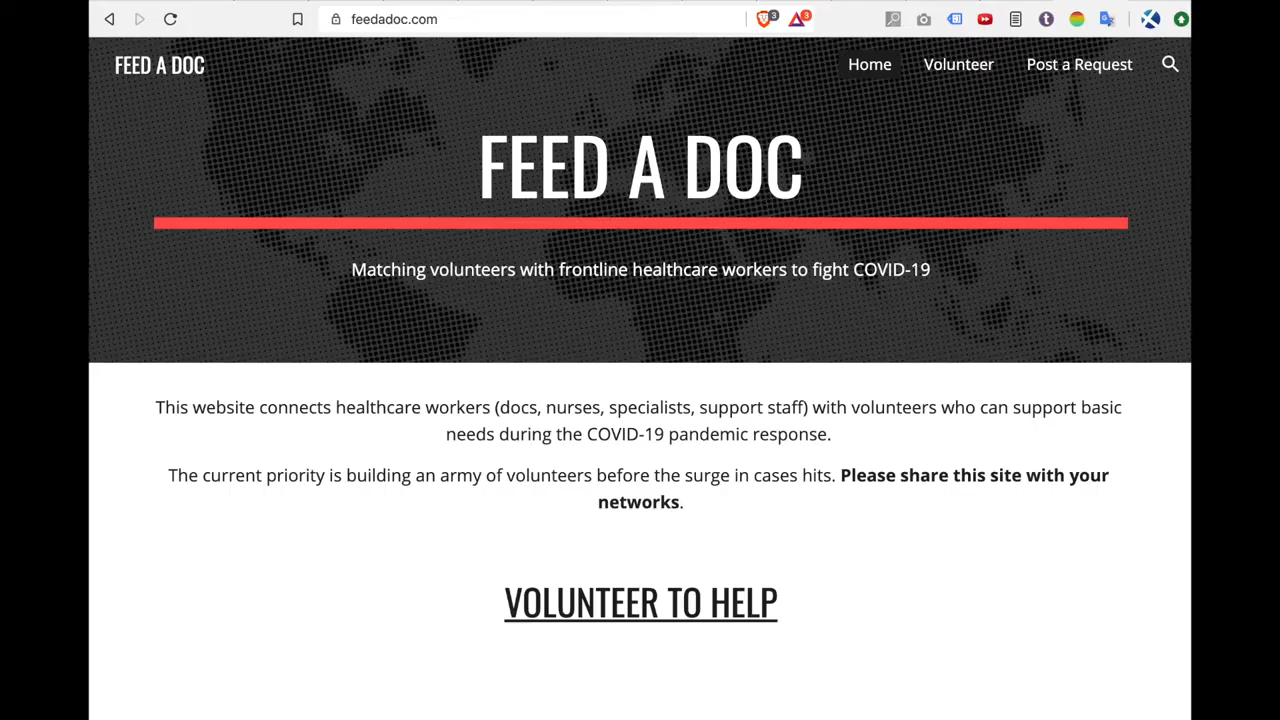 feedadoc.com
3
3
FEED A DOC
Home
Volunteer
Post a Request
FEED A DOC
Matching volunteers with frontline healthcare workers to fight COVID-19
This website connects healthcare workers (docs, nurses, specialists, support staff) with volunteers who can support basic
needs during the COVID-19 pandemic response.
The current priority is building an army of volunteers before the surge in cases hits. Please share this site with your
networks.
VOLUNTEER TO HELP